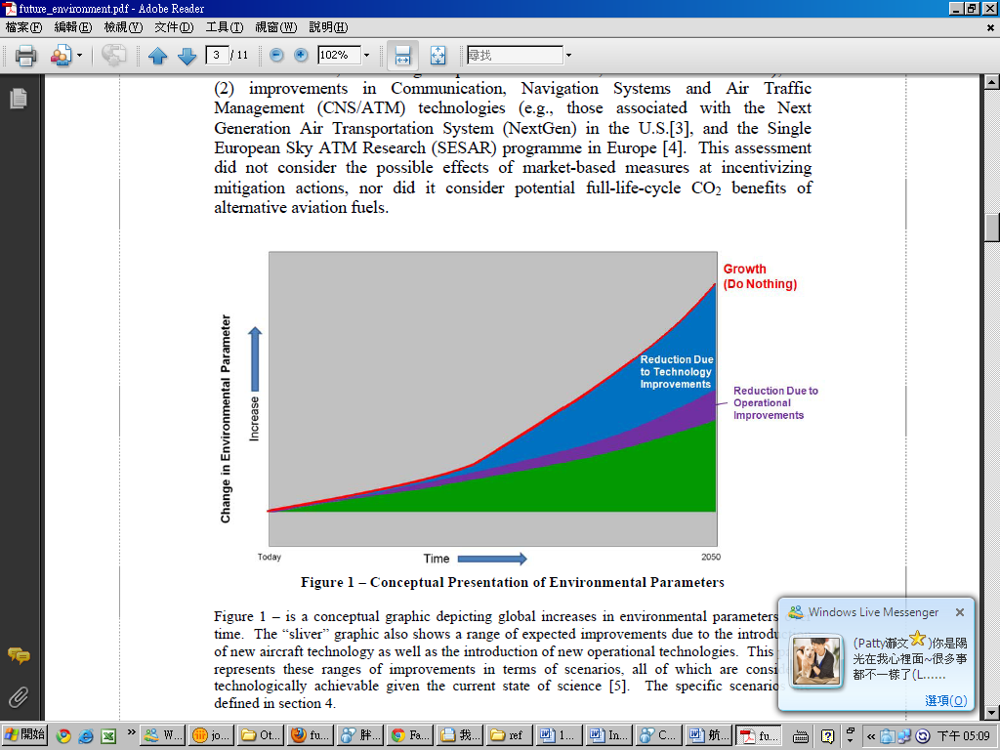 future_environment.pdf - Adobe Reader
檔案(F) 編輯(E) 檢視(V) 文件(D) 工具(T) 視窗(W) 說明(H)
3 / 11 102% 尋找
(2) improvements in Communication, Navigation Systems and Air Traffic
Management (CNS/ATM) technologies (e.g., those associated with the Next
Generation Air Transportation System (NextGen) in the U.S.[3], and the Single
European Sky ATM Research (SESAR) programme in Europe [4]. This assessment
did not consider the possible effects of market-based measures at incentivizing
mitigation actions, nor did it consider potential full-life-cycle CO2 benefits of
alternative aviation fuels.
Growth
(Do Nothing)
Change in Environmental Parameter
Increase
Reduction Due
to Technology
Improvements
Reduction Due to
Operational
Improvements
Today
Time
2050
Figure 1 – Conceptual Presentation of Environmental Parameters
Figure 1 – is a conceptual graphic depicting global increases in environmental parameters
time. The “sliver” graphic also shows a range of expected improvements due to the introduc
of new aircraft technology as well as the introduction of new operational technologies. This
represents these ranges of improvements in terms of scenarios, all of which are consi
technologically achievable given the current state of science [5]. The specific scenarios
defined in section 4.
Windows Live Messenger
(Patty瀞文 )你是陽
光在我心裡面~很多事
都不一樣了(L......
選項(O)
開始 » W... jo... Ot... fu... 胖... Fa... 我... ref 1... In... C... 航... fu... « 下午 05:09